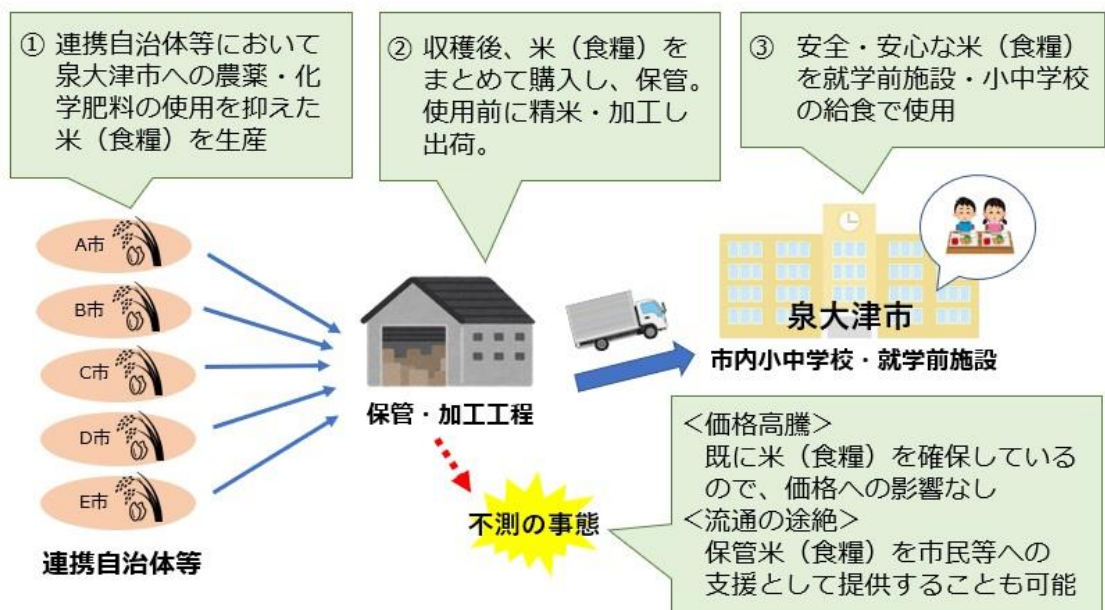 ① 連携自治体等において
泉大津市への農薬・化
学肥料の使用を抑えた
米（食糧）を生産
② 収穫後、米（食糧）を
まとめて購入し、保管。
使用前に精米・加工し
出荷。
③ 安全・安心な米（食糧）
を就学前施設・小中学校
の給食で使用
A市
B市
C市
D市
E市
連携自治体等
保管・加工工程
泉大津市
市内小中学校・就学前施設
不測の事態
＜価格高騰＞
既に米（食糧）を確保している
ので、価格への影響なし
＜流通の途絶＞
保管米（食糧）を市民等への
支援として提供することも可能